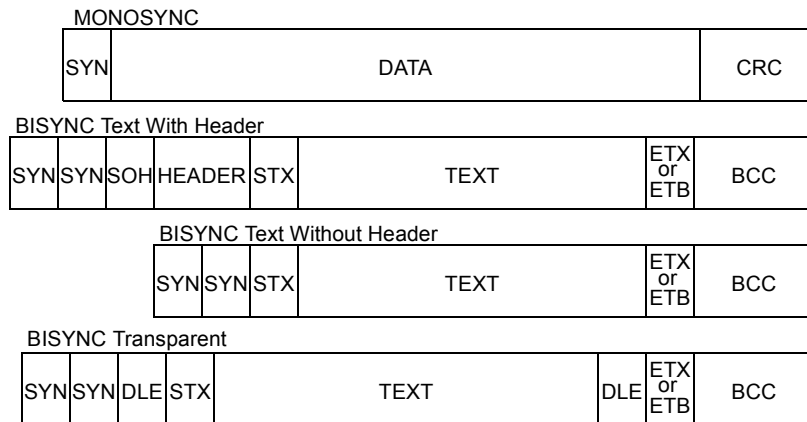 MONOSYNC
SYN DATA CRC
BISYNC Text With Header
SYN SYN SOH HEADER STX TEXT ETX or ETB BCC
BISYNC Text Without Header
SYN SYN STX TEXT ETX or ETB BCC
BISYNC Transparent
SYN SYN DLE STX TEXT DLE ETX or ETB BCC